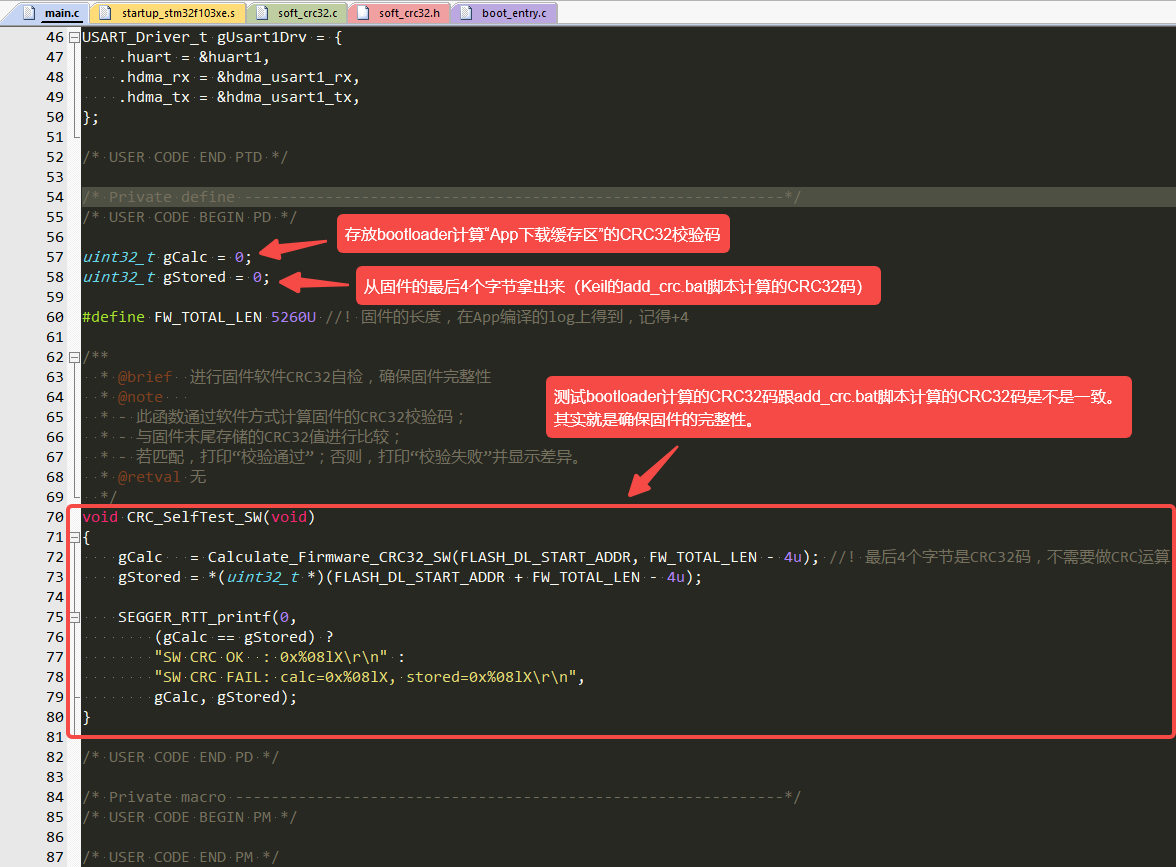 main.c startup_stm32f103xe.s soft_crc32.c soft_crc32.h boot_entry.c
46 USART_Driver_t gUsart1Drv = {
47 .huart = &huart1,
48 .hdma_rx = &hdma_usart1_rx,
49 .hdma_tx = &hdma_usart1_tx,
50 };
51
52 /* USER CODE END PTD */
53
54 /* Private define ------------------------------------------------------------*/
55 /* USER CODE BEGIN PD */
56
存放bootloader计算“App下载缓存区”的CRC32校验码
57 uint32_t gCalc = 0;
58 uint32_t gStored = 0;
从固件的最后4个字节拿出来（Keil的add_crc.bat脚本计算的CRC32码）
59
60 #define FW_TOTAL_LEN 5260U //! 固件的长度，在App编译的log上得到，记得+4
61
62 /**
63 * @brief 进行固件软件CRC32自检，确保固件完整性
64 * @note
65 * - 此函数通过软件方式计算固件的CRC32校验码；
66 * - 与固件末尾存储的CRC32值进行比较；
67 * - 若匹配，打印“校验通过”；否则，打印“校验失败”并显示差异。
68 * @retval 无
69 */
测试bootloader计算的CRC32码跟add_crc.bat脚本计算的CRC32码是不是一致。
其实就是确保固件的完整性。
70 void CRC_SelfTest_SW(void)
71 {
72 gCalc = Calculate_Firmware_CRC32_SW(FLASH_DL_START_ADDR, FW_TOTAL_LEN - 4u); //! 最后4个字节是CRC32码，不需要做CRC运算
73 gStored = *(uint32_t *)(FLASH_DL_START_ADDR + FW_TOTAL_LEN - 4u);
74
75 SEGGER_RTT_printf(0,
76 (gCalc == gStored) ?
77 "SW CRC OK : 0x%08lX\r\n" :
78 "SW CRC FAIL: calc=0x%08lX, stored=0x%08lX\r\n",
79 gCalc, gStored);
80 }
81
82 /* USER CODE END PD */
83
84 /* Private macro -------------------------------------------------------------*/
85 /* USER CODE BEGIN PM */
86
87 /* USER CODE END PM */